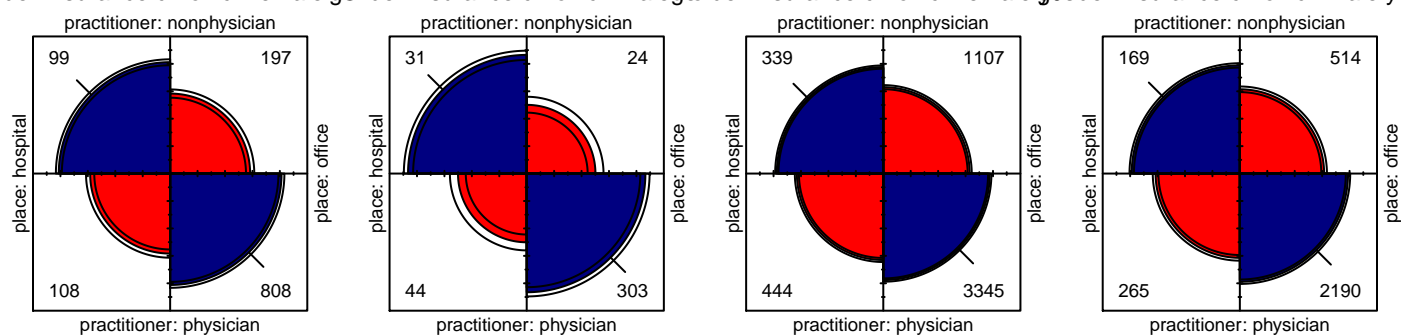 practitioner: nonphysician
99
197
place: hospital
place: office
108
808
practitioner: physician
practitioner: nonphysician
31
24
place: hospital
place: office
44
303
practitioner: physician
practitioner: nonphysician
339
1107
place: hospital
place: office
444
3345
practitioner: physician
practitioner: nonphysician
169
514
place: hospital
place: office
265
2190
practitioner: physician